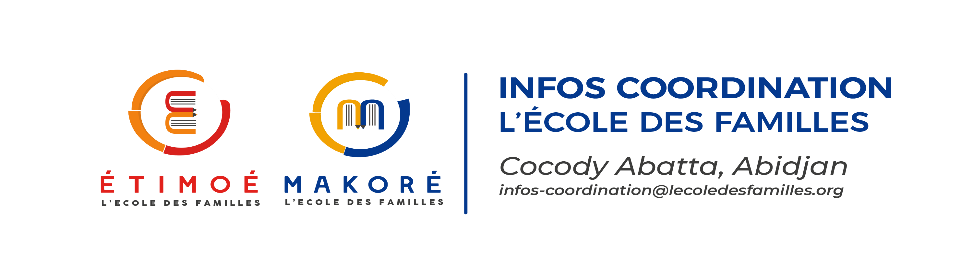 ÉTIMOÉ
L'ECOLE DES FAMILLES
MAKORÉ
L'ECOLE DES FAMILLES
INFOS COORDINATION
L'ÉCOLE DES FAMILLES
Cocody Abatta, Abidjan
infos-coordination@lecoledesfamilles.org